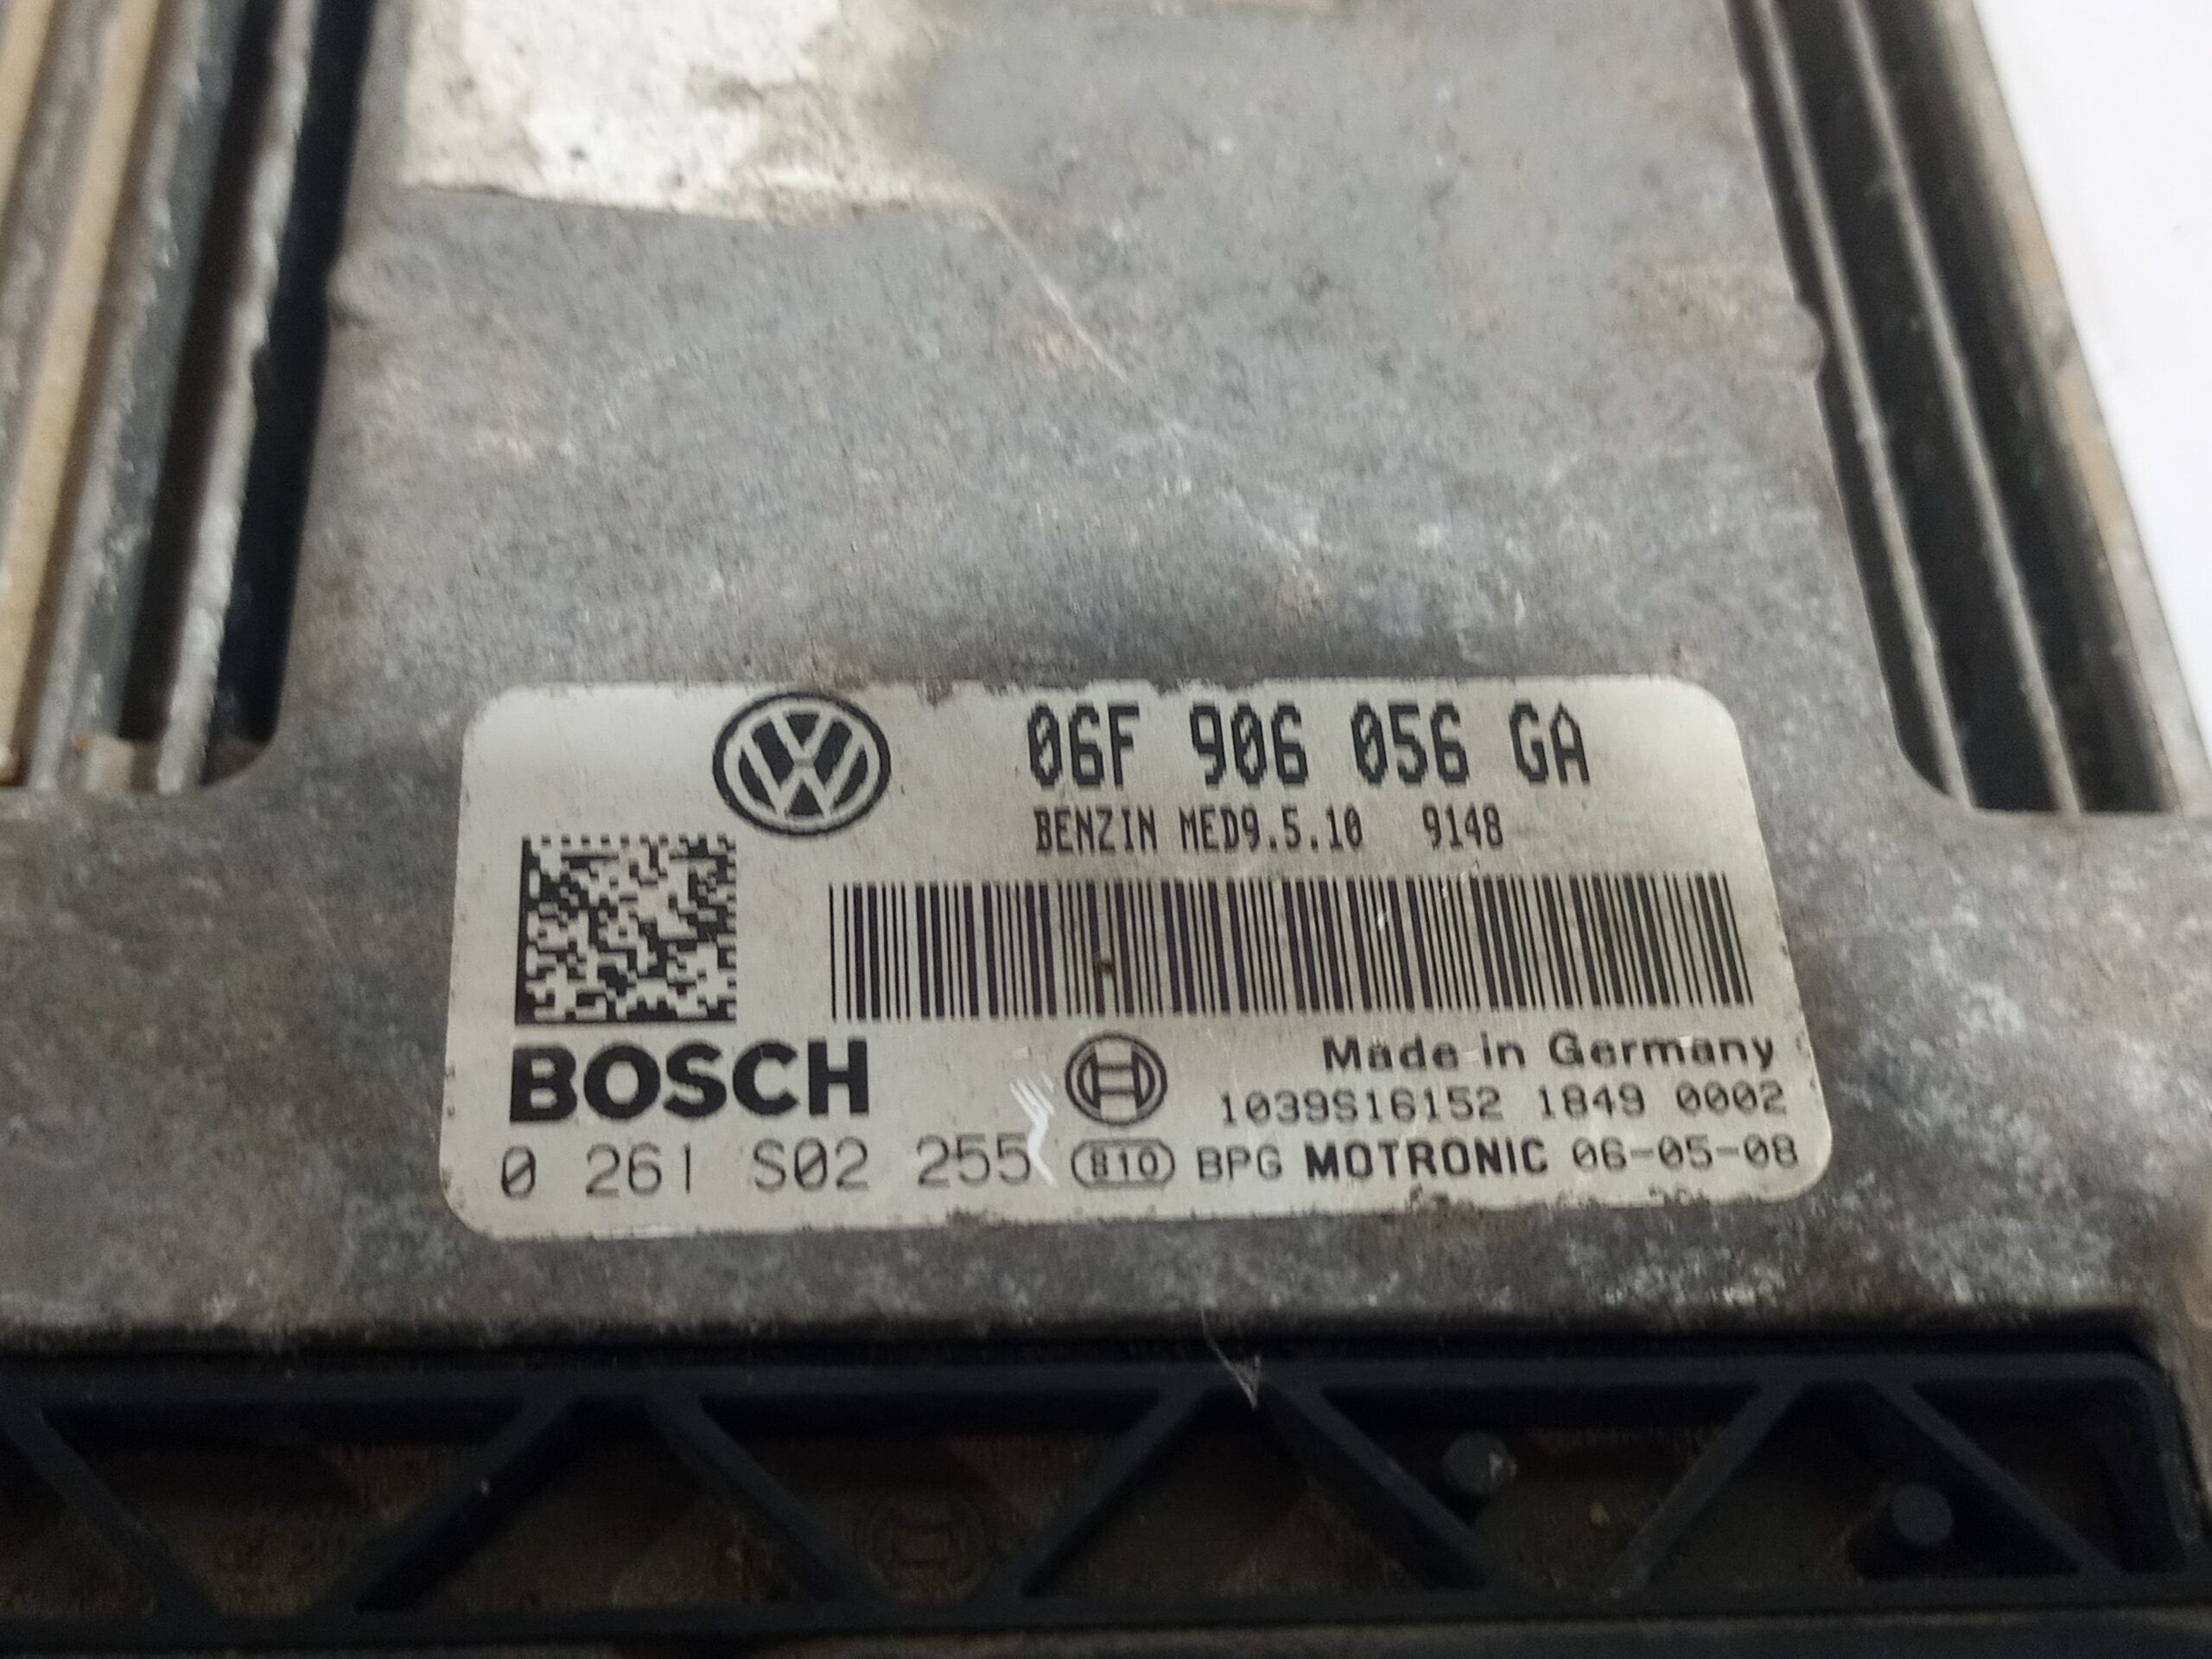 06F 906 056 GA
BENZIN MED9.5.10 9148
BOSCH
Made in Germany
1039S16152 1849 0002
0 261 S02 255
810 BPG MOTRONIC 06-05-08